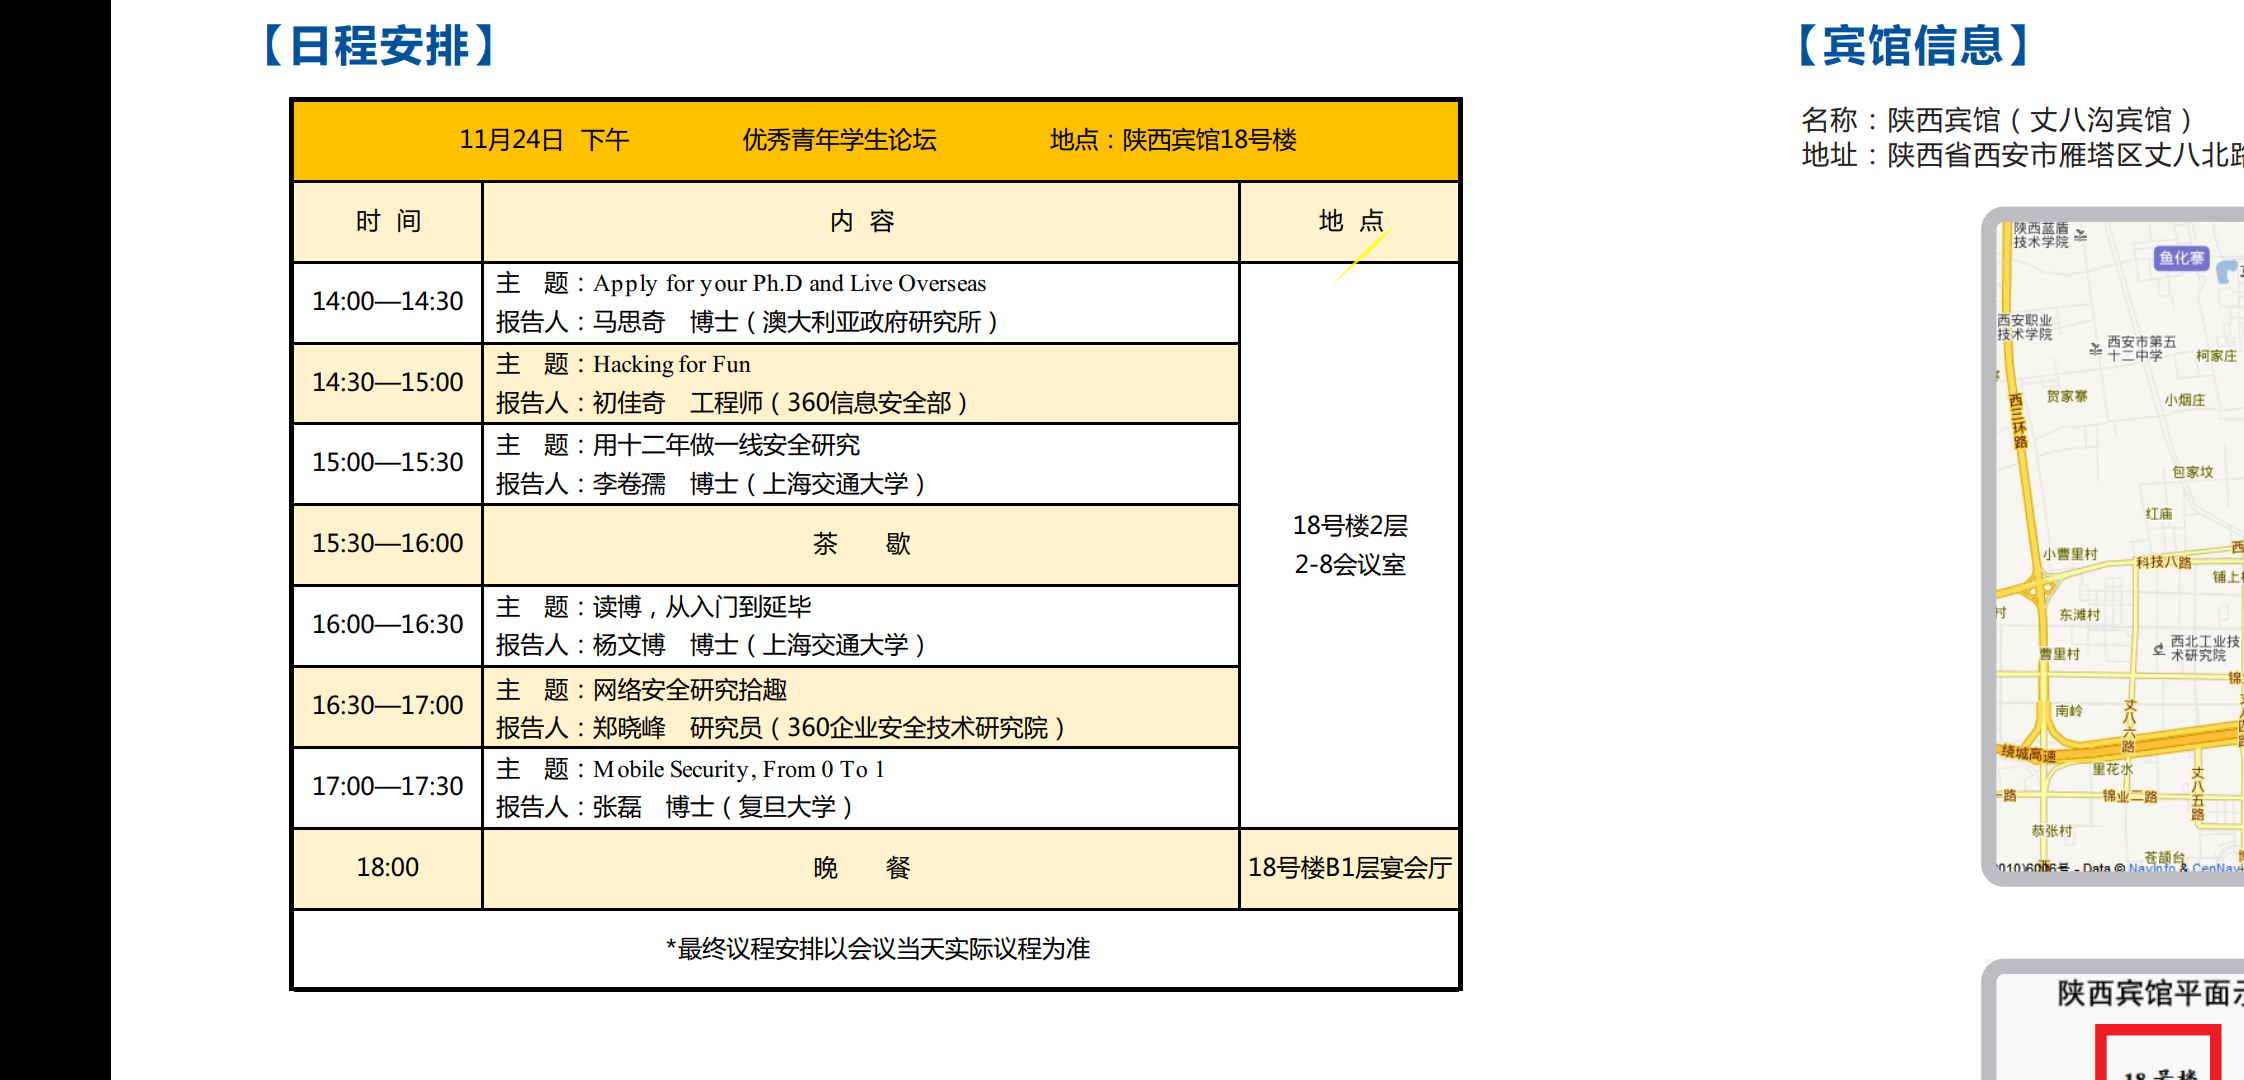 【日程安排】
11月24日 下午 优秀青年学生论坛 地点：陕西宾馆18号楼
时 间 内 容 地 点
14:00—14:30
主 题：Apply for your Ph.D and Live Overseas
报告人：马思奇 博士（澳大利亚政府研究所）
14:30—15:00
主 题：Hacking for Fun
报告人：初佳奇 工程师（360信息安全部）
15:00—15:30
主 题：用十二年做一线安全研究
报告人：李卷孺 博士（上海交通大学）
15:30—16:00 茶 歇
18号楼2层
2-8会议室
16:00—16:30
主 题：读博，从入门到延毕
报告人：杨文博 博士（上海交通大学）
16:30—17:00
主 题：网络安全研究拾趣
报告人：郑晓峰 研究员（360企业安全技术研究院）
17:00—17:30
主 题：Mobile Security, From 0 To 1
报告人：张磊 博士（复旦大学）
18:00 晚 餐 18号楼B1层宴会厅
*最终议程安排以会议当天实际议程为准
【宾馆信息】
名称：陕西宾馆（丈八沟宾馆）
地址：陕西省西安市雁塔区丈八北路
陕西蓝盾
技术学院
鱼化寨
西安职业
技术学院
西安市第五
十二中学
柯家庄
贺家寨
小烟庄
西三环路
包家坟
红庙
小曹里村
科技八路
西
铺上村
村
东滩村
西北工业技
术研究院
曹里村
锦
南岭
丈八六路
绕城高速
里花水
丈八五路
一路
锦业二路
恭张村
苍颉台
2010)6006号 - Data © NavInfo & CenNav
陕西宾馆平面示
18 号楼